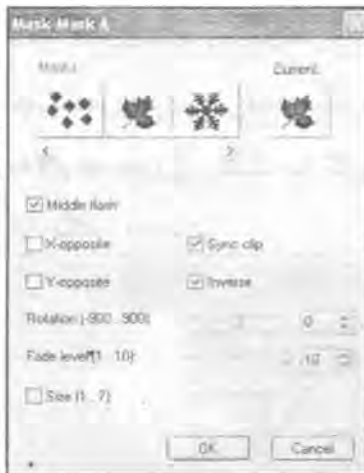 Mask-Mask A
Masks Current
< >
Middle item
X-opposite Sync clip
Y-opposite Inverse
Rotation (-900 .. 900) 0
Fade level (1 .. 10) 10
Size (1 .. 7)
OK Cancel